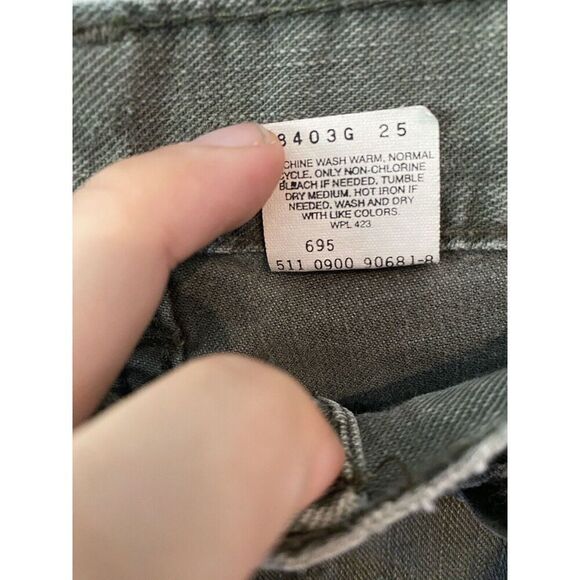 8403G 25
CHINE WASH WARM, NORMAL
CYCLE. ONLY NON-CHLORINE
BLEACH IF NEEDED. TUMBLE
DRY MEDIUM. HOT IRON IF
NEEDED. WASH AND DRY
WITH LIKE COLORS.
WPL 423
695
511 0900 90681-8